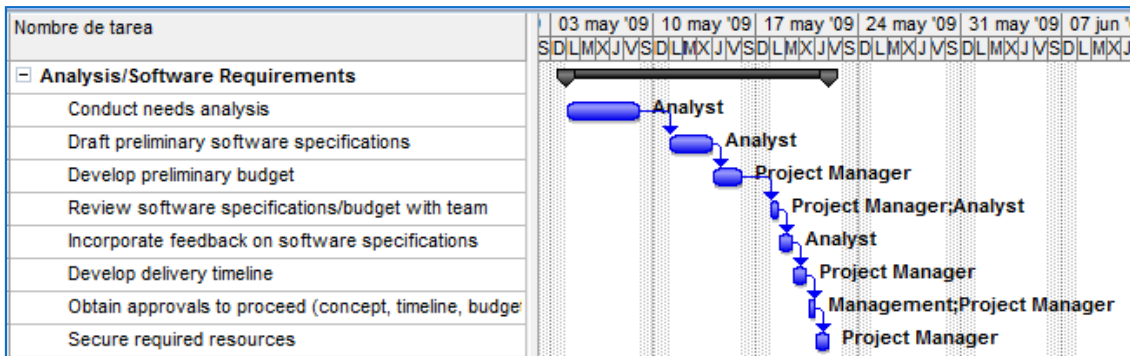 Nombre de tarea
03 may '09 10 may '09 17 may '09 24 may '09 31 may '09 07 jun
S D L M X J V S D L M X J V S D L M X J V S D L M X J V S D L M X J V S D L M X J
Analysis/Software Requirements
Conduct needs analysis Analyst
Draft preliminary software specifications Analyst
Develop preliminary budget Project Manager
Review software specifications/budget with team Project Manager;Analyst
Incorporate feedback on software specifications Analyst
Develop delivery timeline Project Manager
Obtain approvals to proceed (concept, timeline, budge Management;Project Manager
Secure required resources Project Manager